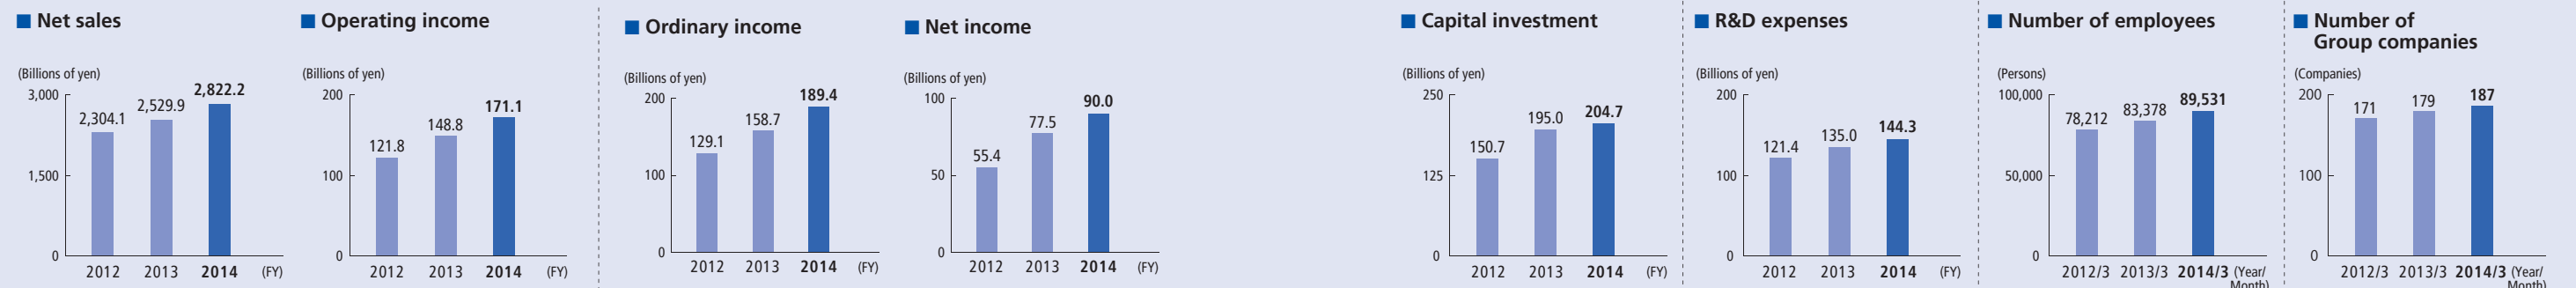 Net sales
(Billions of yen)
3,000
1,500
0
2,304.1
2,529.9
2,822.2
2012 2013 2014 (FY)
Operating income
(Billions of yen)
200
100
0
121.8
148.8
171.1
2012 2013 2014 (FY)
Ordinary income
(Billions of yen)
200
100
0
129.1
158.7
189.4
2012 2013 2014 (FY)
Net income
(Billions of yen)
100
50
0
55.4
77.5
90.0
2012 2013 2014 (FY)
Capital investment
(Billions of yen)
250
125
0
150.7
195.0
204.7
2012 2013 2014 (FY)
R&D expenses
(Billions of yen)
200
100
0
121.4
135.0
144.3
2012 2013 2014 (FY)
Number of employees
(Persons)
100,000
50,000
0
78,212
83,378
89,531
2012/3 2013/3 2014/3 (Year/
Month)
Number of
Group companies
(Companies)
200
100
0
171
179
187
2012/3 2013/3 2014/3 (Year/
Month)